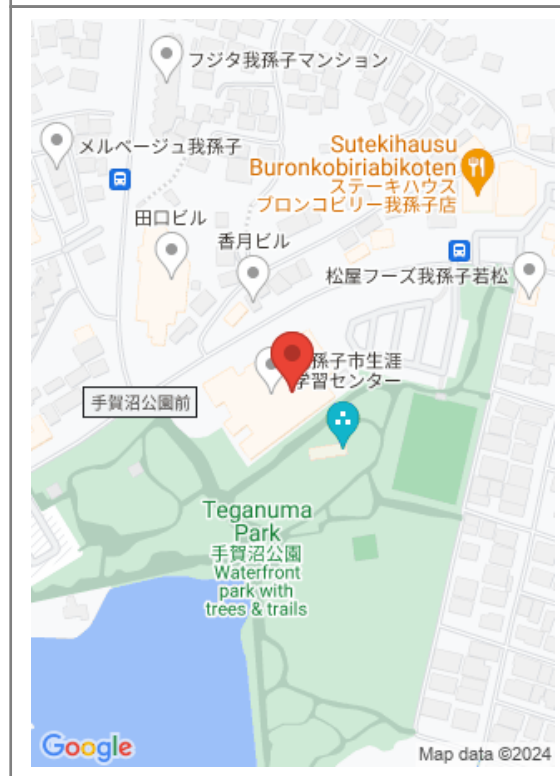 フジタ我孫子マンション
メルベージュ我孫子
Sutekihausu
Buronkobiriabikoten
ステーキハウス
ブロンコビリー我孫子店
田口ビル
香月ビル
松屋フーズ我孫子若松
孫子市生涯
学習センター
手賀沼公園前
Teganuma
Park
手賀沼公園
Waterfront
park with
trees & trails
Google
Map data ©2024